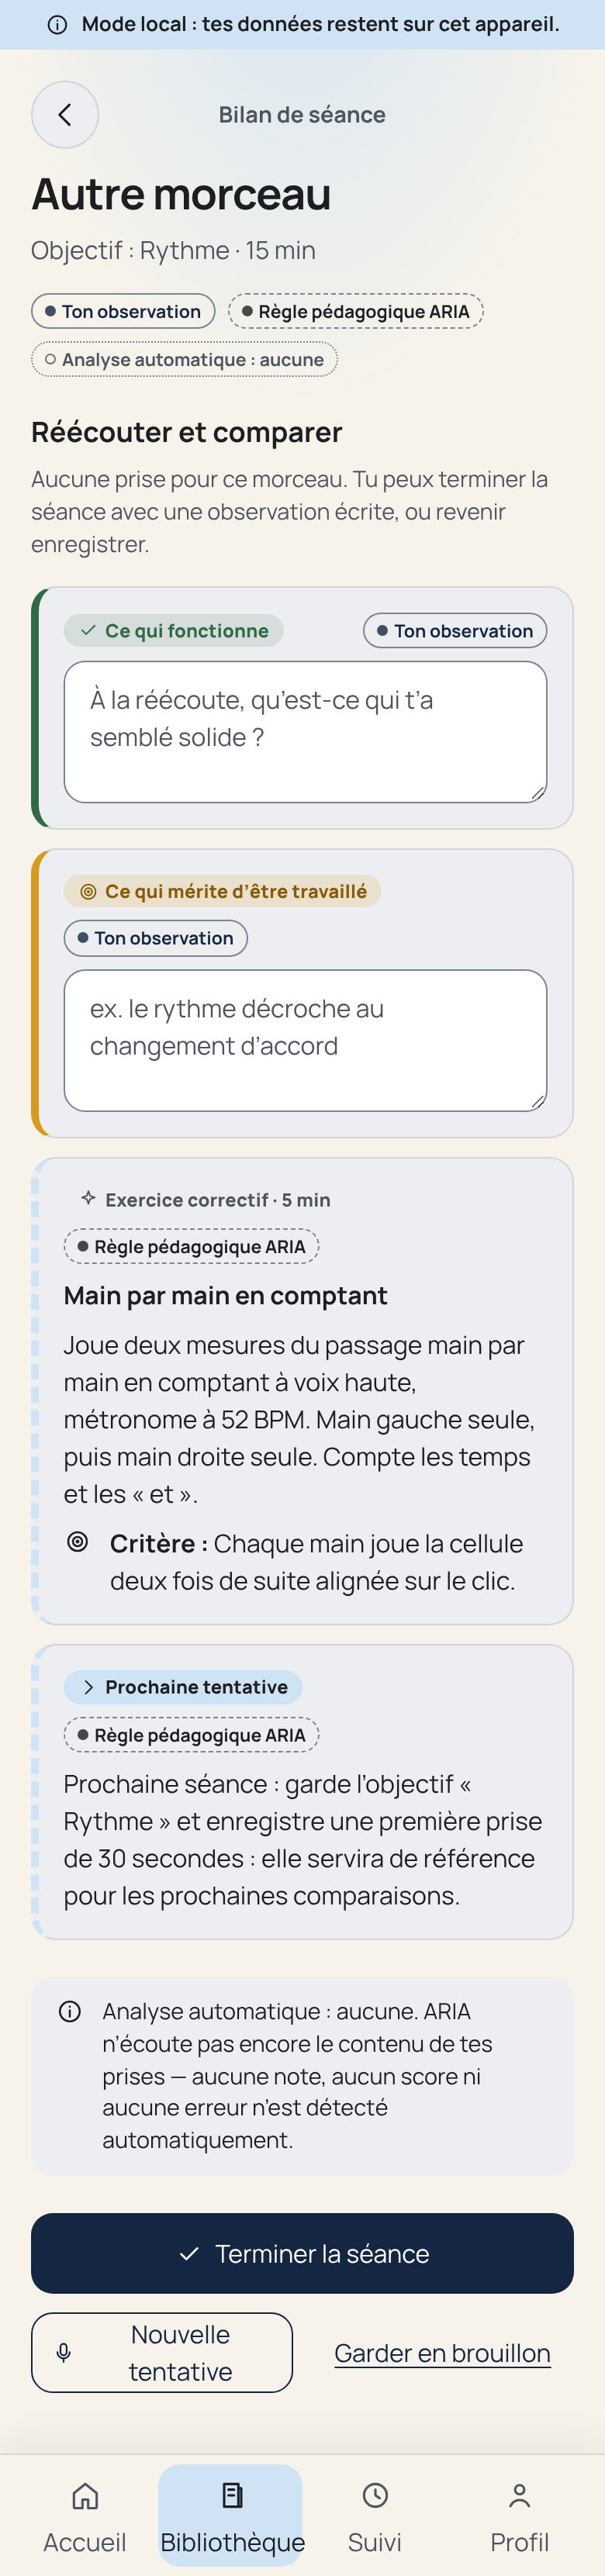 Mode local : tes données restent sur cet appareil.
Bilan de séance
Autre morceau
Objectif : Rythme · 15 min
Ton observation
Règle pédagogique ARIA
Analyse automatique : aucune
Réécouter et comparer
Aucune prise pour ce morceau. Tu peux terminer la
séance avec une observation écrite, ou revenir
enregistrer.
Ce qui fonctionne
Ton observation
À la réécoute, qu’est-ce qui t’a
semblé solide ?
Ce qui mérite d’être travaillé
Ton observation
ex. le rythme décroche au
changement d’accord
Exercice correctif · 5 min
Règle pédagogique ARIA
Main par main en comptant
Joue deux mesures du passage main par
main en comptant à voix haute,
métronome à 52 BPM. Main gauche seule,
puis main droite seule. Compte les temps
et les « et ».
Critère : Chaque main joue la cellule
deux fois de suite alignée sur le clic.
Prochaine tentative
Règle pédagogique ARIA
Prochaine séance : garde l’objectif «
Rythme » et enregistre une première prise
de 30 secondes : elle servira de référence
pour les prochaines comparaisons.
Analyse automatique : aucune. ARIA
n’écoute pas encore le contenu de tes
prises — aucune note, aucun score ni
aucune erreur n’est détecté
automatiquement.
Terminer la séance
Nouvelle
tentative
Garder en brouillon
Accueil
Bibliothèque
Suivi
Profil